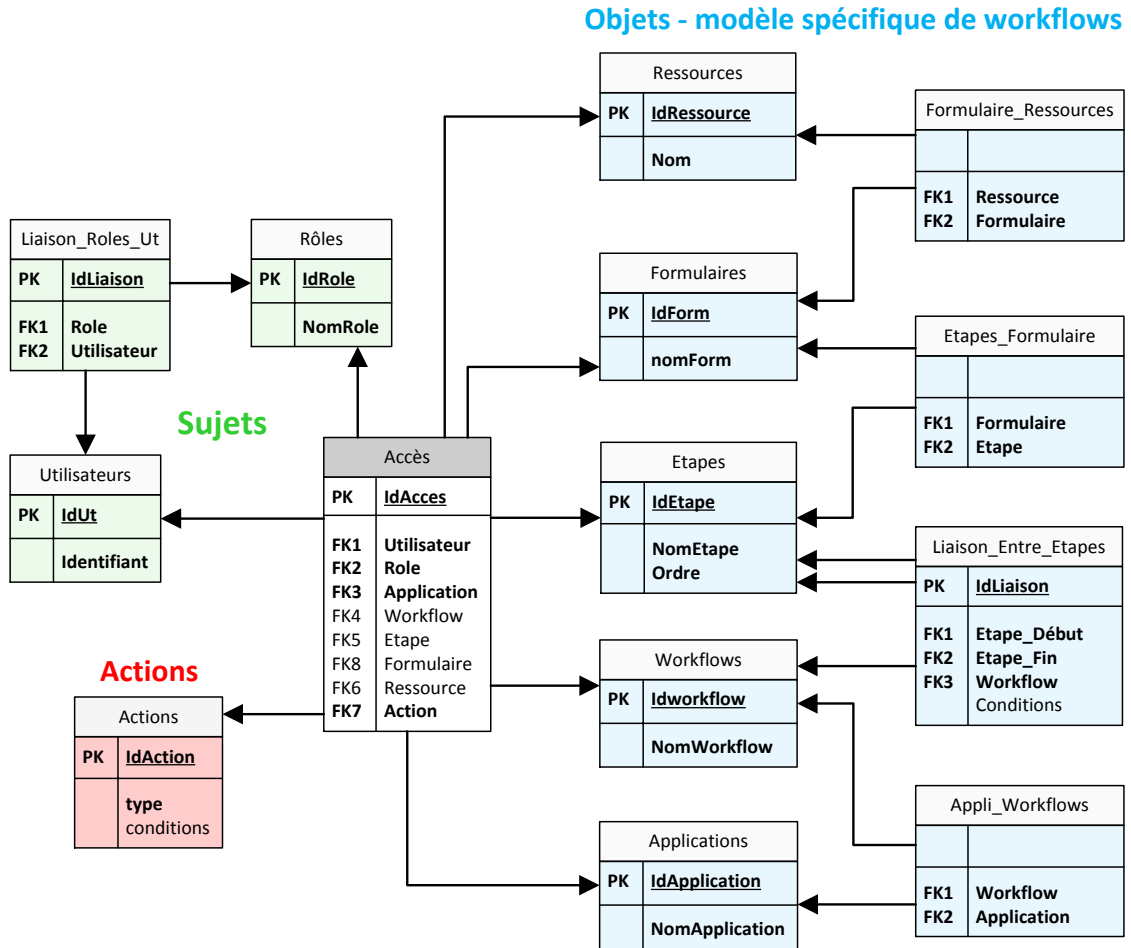 Objets - modèle spécifique de workflows
Ressources
PK IdRessource
Nom
Formulaire_Ressources
FK1 Ressource
FK2 Formulaire
Liaison_Roles_Ut
PK IdLiaison
FK1 Role
FK2 Utilisateur
Rôles
PK IdRole
NomRole
Formulaires
PK IdForm
nomForm
Etapes_Formulaire
FK1 Formulaire
FK2 Etape
Sujets
Utilisateurs
PK IdUt
Identifiant
Accès
PK IdAcces
FK1 Utilisateur
FK2 Role
FK3 Application
FK4 Workflow
FK5 Etape
FK8 Formulaire
FK6 Ressource
FK7 Action
Etapes
PK IdEtape
NomEtape
Ordre
Liaison_Entre_Etapes
PK IdLiaison
FK1 Etape_Début
FK2 Etape_Fin
FK3 Workflow
Conditions
Actions
Actions
PK IdAction
type
conditions
Workflows
PK Idworkflow
NomWorkflow
Appli_Workflows
FK1 Workflow
FK2 Application
Applications
PK IdApplication
NomApplication